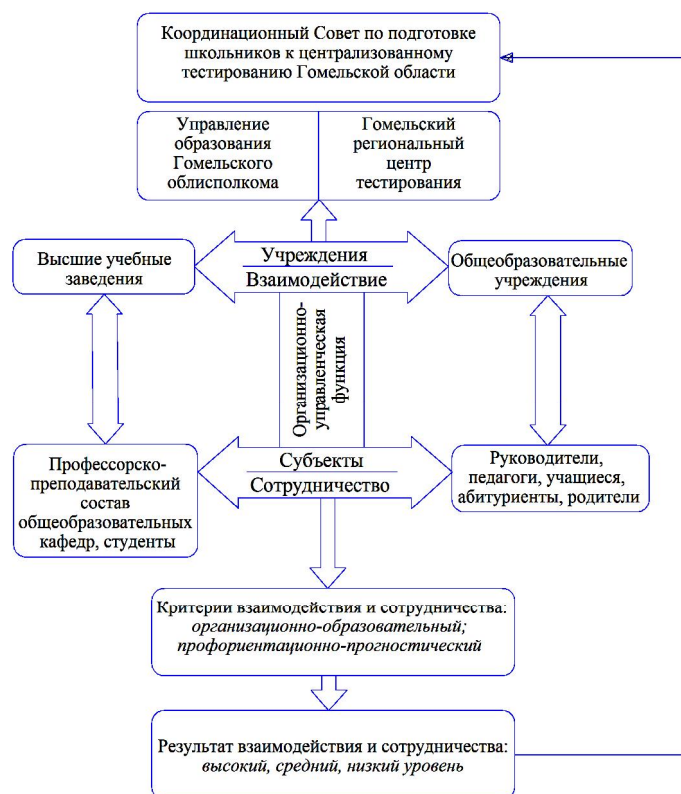 Координационный Совет по подготовке
школьников к централизованному
тестированию Гомельской области
Управление
образования
Гомельского
облисполкома
Гомельский
региональный
центр
тестирования
Высшие учебные
заведения
Учреждения
Взаимодействие
Общеобразовательные
учреждения
Организационно-
управленческая
функция
Профессорско-
преподавательский
состав
общеобразовательных
кафедр, студенты
Субъекты
Сотрудничество
Руководители,
педагоги, учащиеся,
абитуриенты, родители
Критерии взаимодействия и сотрудничества:
организационно-образовательный;
профориентационно-прогностический
Результат взаимодействия и сотрудничества:
высокий, средний, низкий уровень